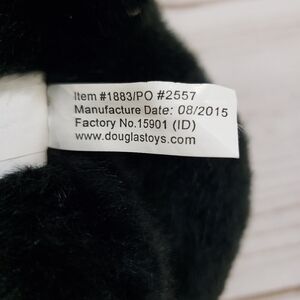 Item #1883/PO #2557
Manufacture Date: 08/2015
Factory No.15901 (ID)
www.douglastoys.com